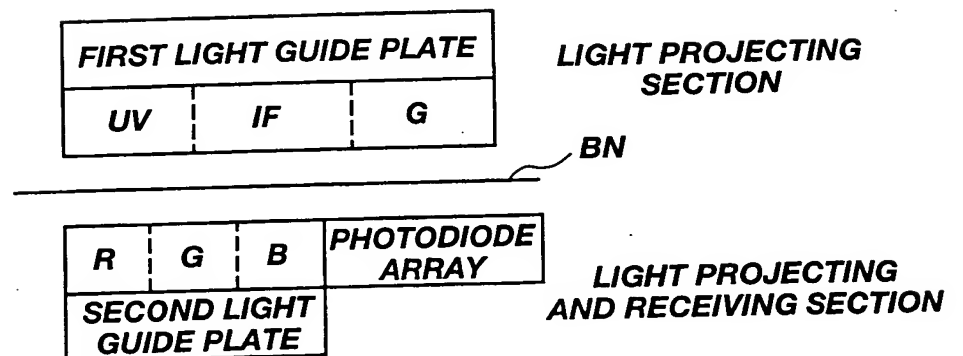 FIRST LIGHT GUIDE PLATE
LIGHT PROJECTING
SECTION
UV IF G
BN
R G B
PHOTODIODE
ARRAY
SECOND LIGHT
GUIDE PLATE
LIGHT PROJECTING
AND RECEIVING SECTION